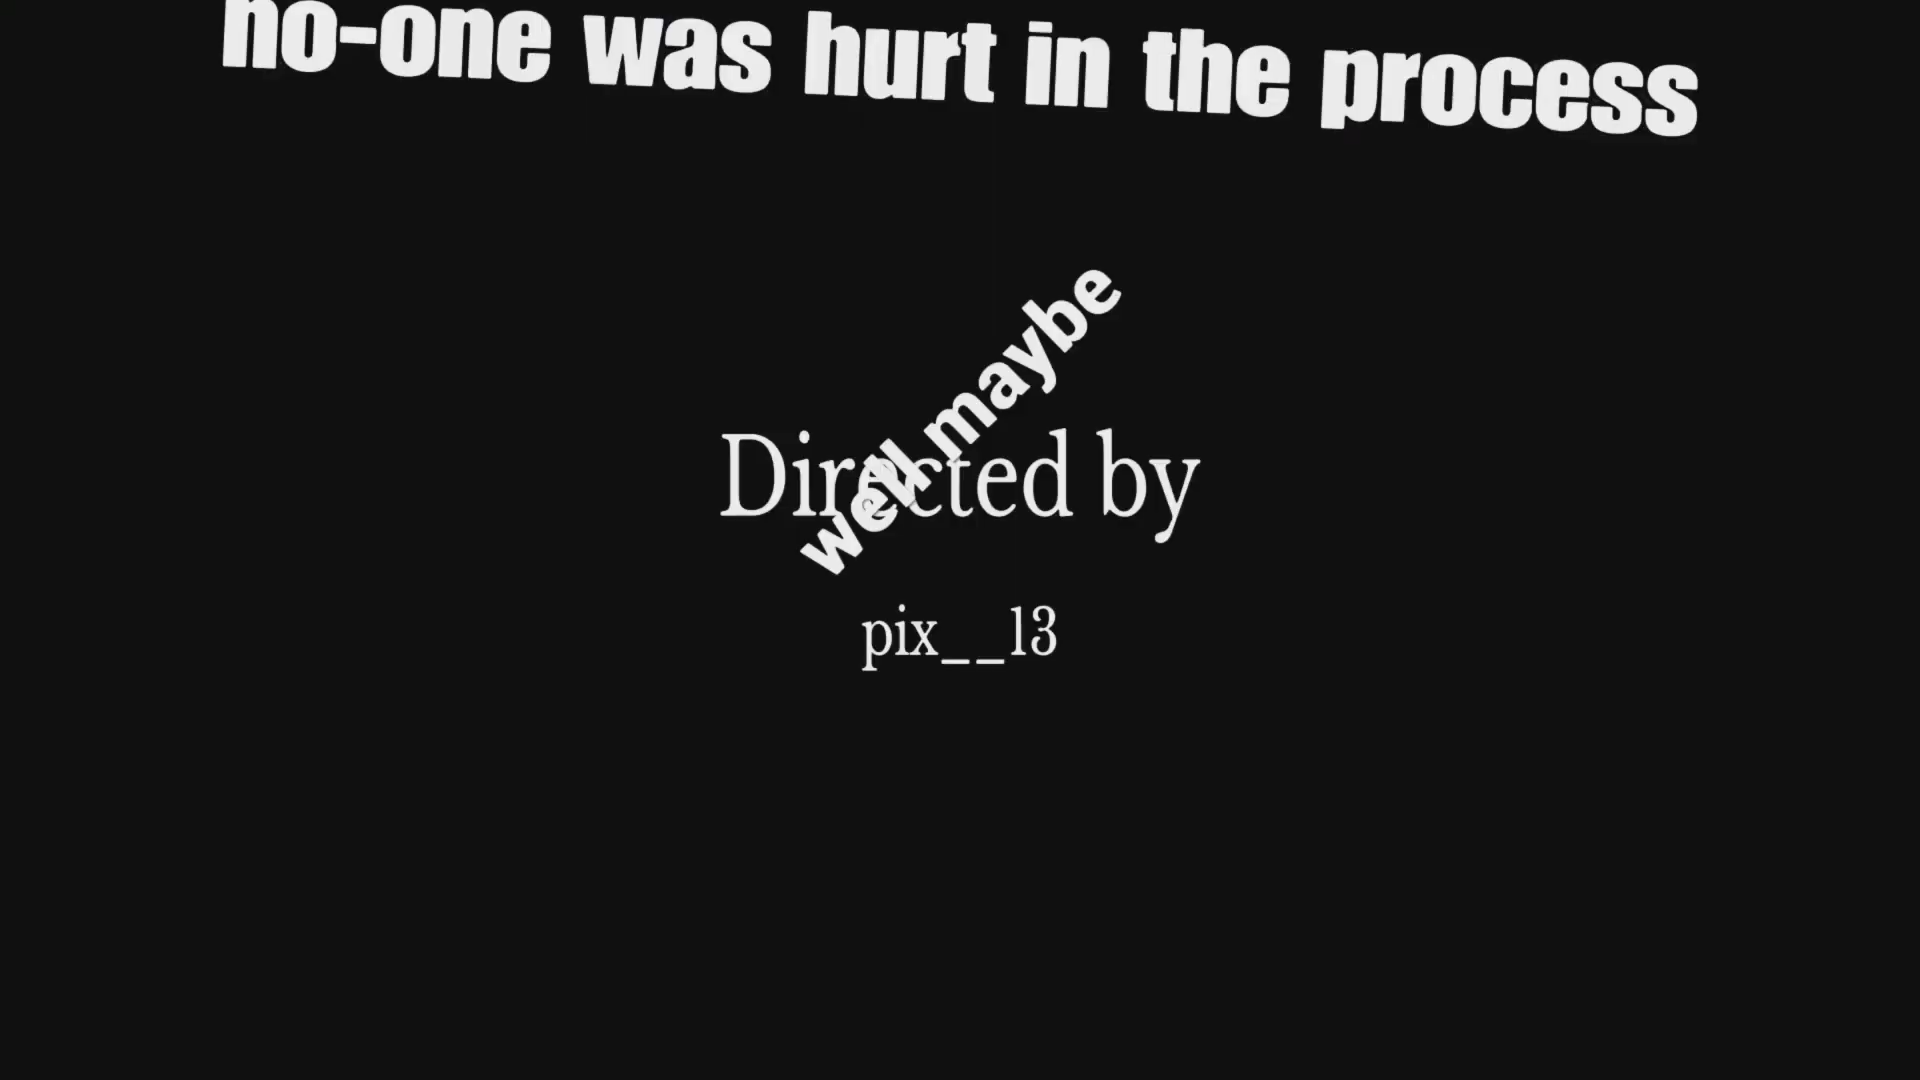 no-one was hurt in the process
well maybe
Directed by
pix__13